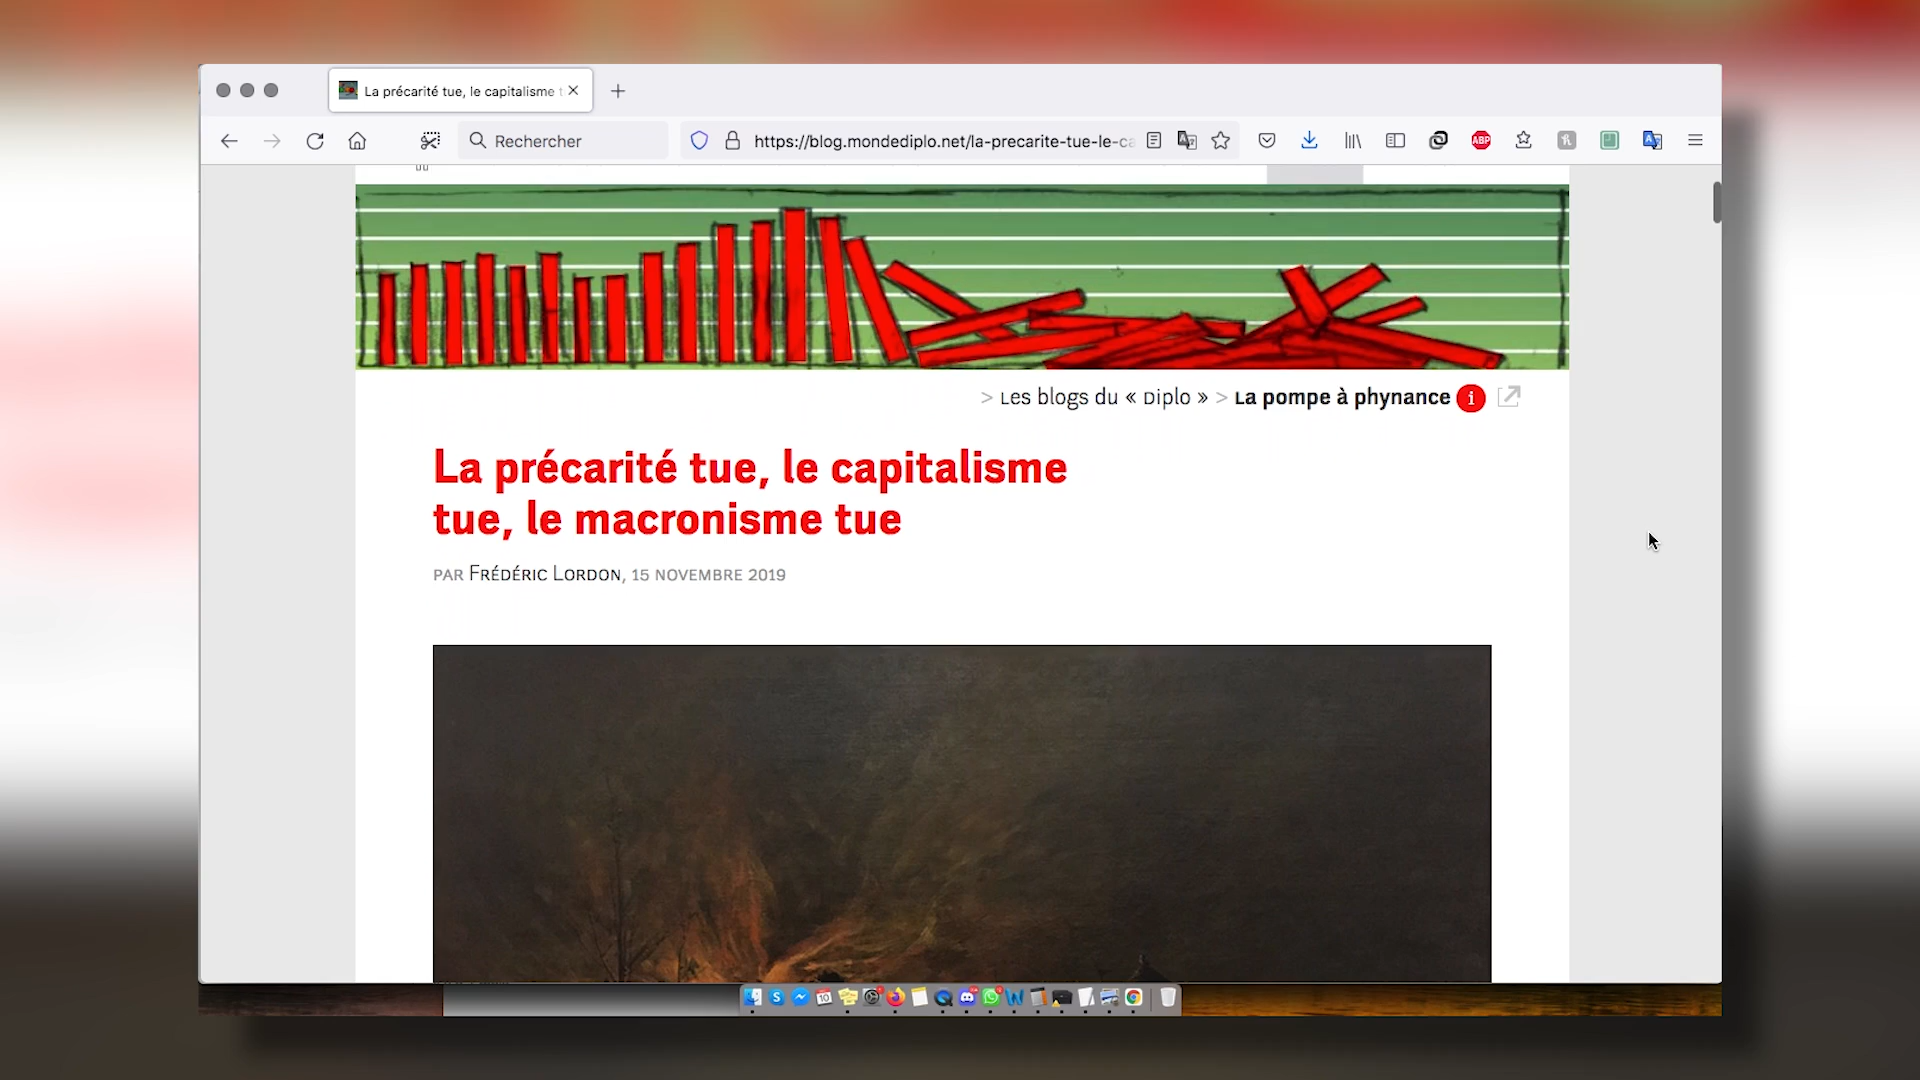 La précarité tue, le capitalisme
Rechercher
https://blog.mondediplo.net/la-precarite-tue-le-ca
ABP
> Les blogs du « Diplo » > La pompe à phynance i
La précarité tue, le capitalisme
tue, le macronisme tue
PAR FRÉDÉRIC LORDON, 15 NOVEMBRE 2019